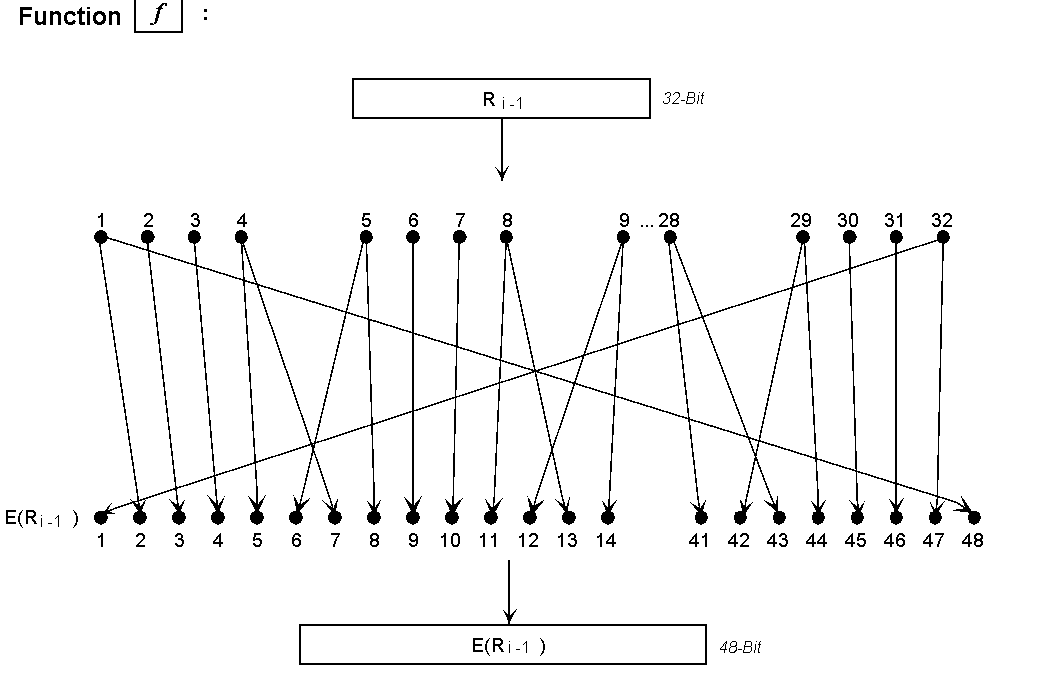 Function f :
R i-1 32-Bit
1 2 3 4 5 6 7 8 9 ... 28 29 30 31 32
E(R i-1 )
1 2 3 4 5 6 7 8 9 10 11 12 13 14 41 42 43 44 45 46 47 48
E(R i-1 ) 48-Bit